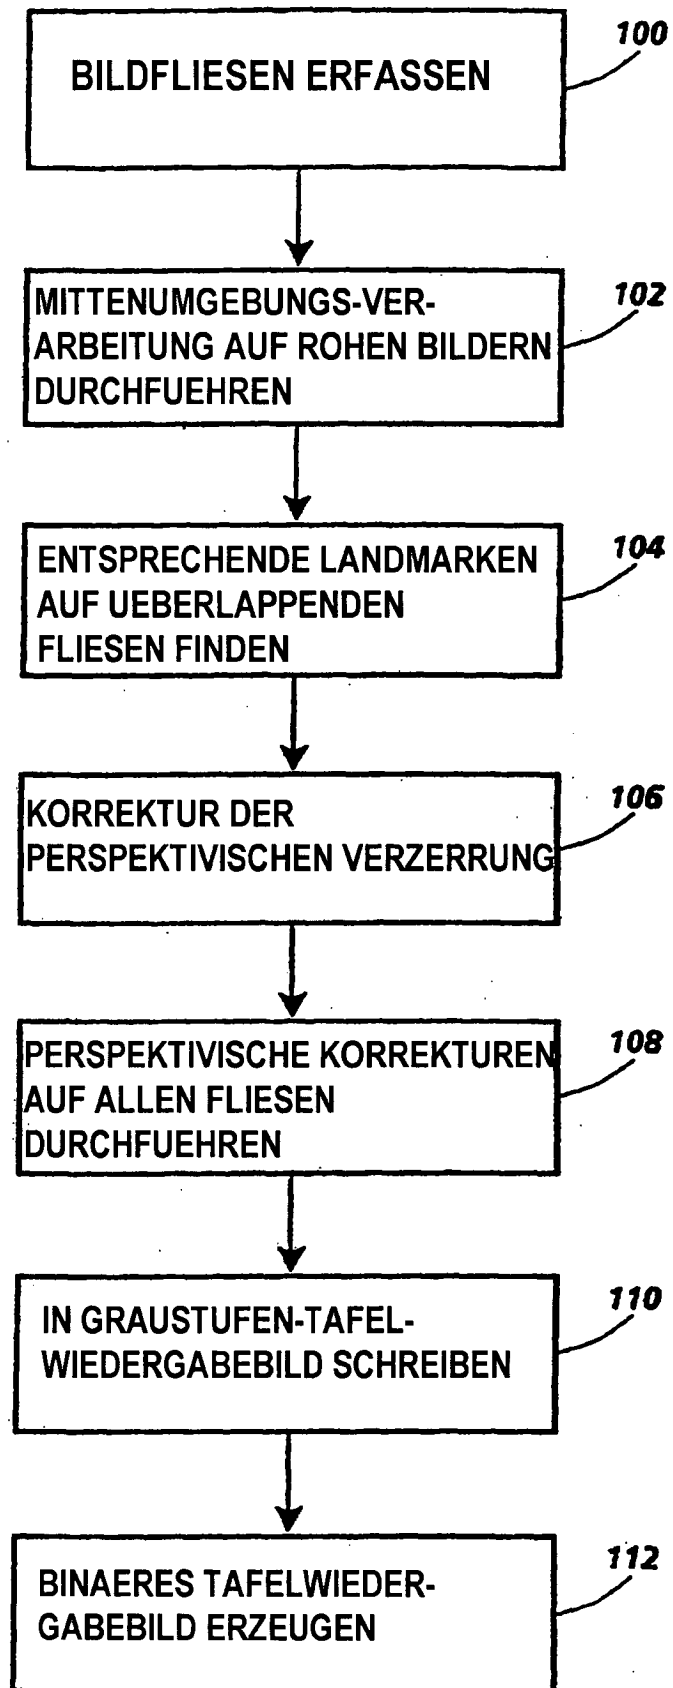 100
BILDFLIESEN ERFASSEN
102
MITTENUMGEBUNGS-VER-
ARBEITUNG AUF ROHEN BILDERN
DURCHFUEHREN
104
ENTSPRECHENDE LANDMARKEN
AUF UEBERLAPPENDEN
FLIESEN FINDEN
106
KORREKTUR DER
PERSPEKTIVISCHEN VERZERRUNG
108
PERSPEKTIVISCHE KORREKTUREN
AUF ALLEN FLIESEN
DURCHFUEHREN
110
IN GRAUSTUFEN-TAFEL-
WIEDERGABEBILD SCHREIBEN
112
BINAERES TAFELWIEDER-
GABEBILD ERZEUGEN